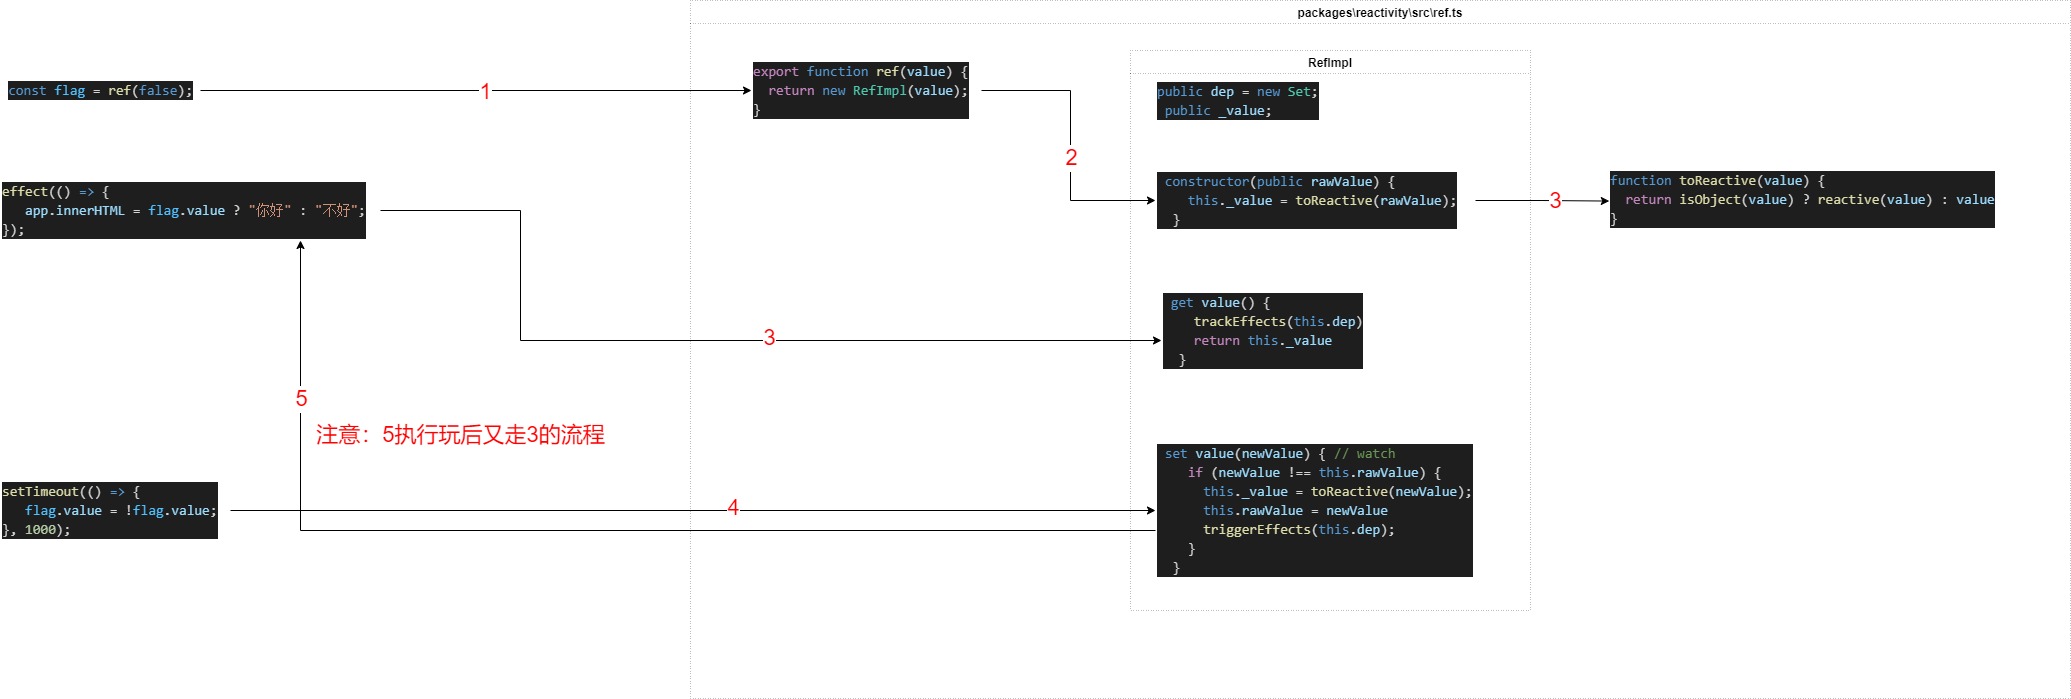 packages\reactivity\src\ref.ts
RefImpl
const flag = ref(false);
1
export function ref(value) {
return new RefImpl(value);
}
2
public dep = new Set;
public _value;
effect(() => {
app.innerHTML = flag.value ? "你好" : "不好";
});
constructor(public rawValue) {
this._value = toReactive(rawValue);
}
3
function toReactive(value) {
return isObject(value) ? reactive(value) : value
}
3
get value() {
trackEffects(this.dep)
return this._value
}
5
注意：5执行玩后又走3的流程
setTimeout(() => {
flag.value = !flag.value;
}, 1000);
4
set value(newValue) { // watch
if (newValue !== this.rawValue) {
this._value = toReactive(newValue);
this.rawValue = newValue
triggerEffects(this.dep);
}
}